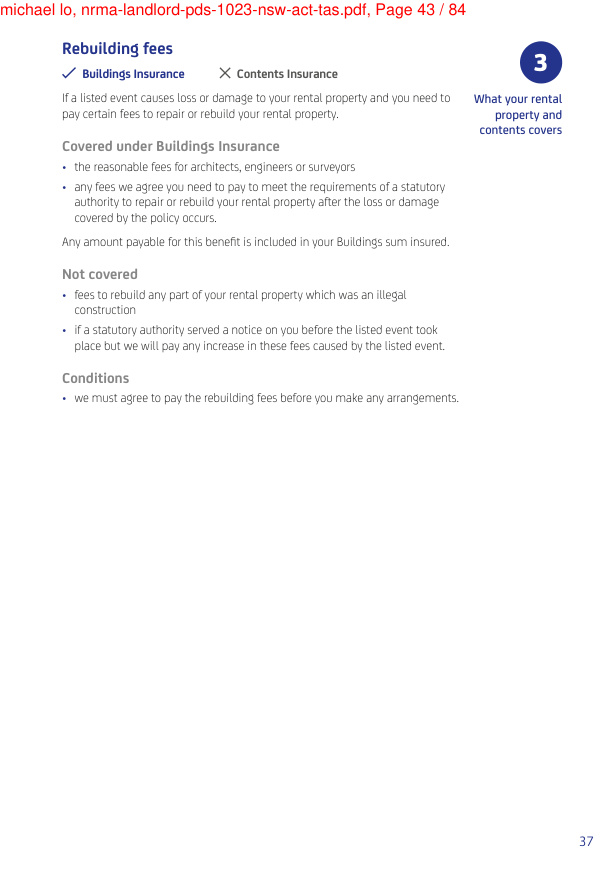 michael lo, nrma-landlord-pds-1023-nsw-act-tas.pdf, Page 43 / 84
Rebuilding fees
Buildings Insurance
Contents Insurance
If a listed event causes loss or damage to your rental property and you need to
pay certain fees to repair or rebuild your rental property.
Covered under Buildings Insurance
• the reasonable fees for architects, engineers or surveyors
• any fees we agree you need to pay to meet the requirements of a statutory
authority to repair or rebuild your rental property after the loss or damage
covered by the policy occurs.
Any amount payable for this benefit is included in your Buildings sum insured.
Not covered
• fees to rebuild any part of your rental property which was an illegal
construction
• if a statutory authority served a notice on you before the listed event took
place but we will pay any increase in these fees caused by the listed event.
Conditions
• we must agree to pay the rebuilding fees before you make any arrangements.
3
What your rental
property and
contents covers
37